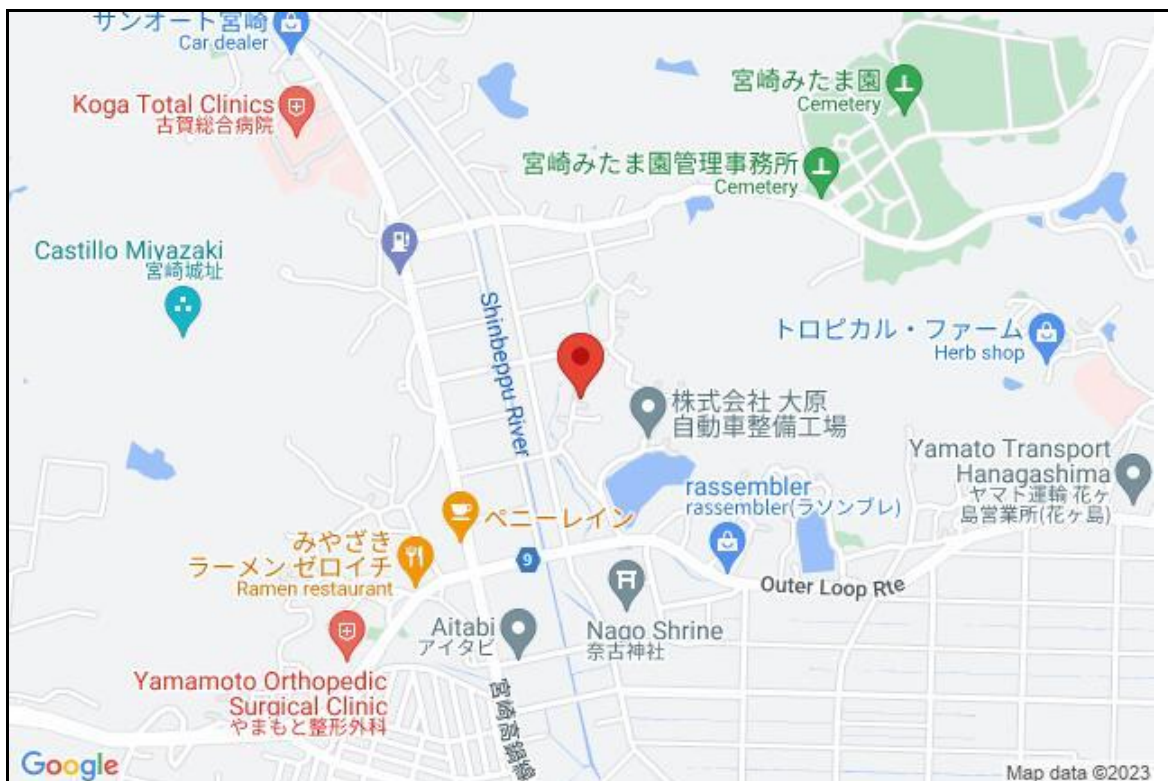 サンオート宮崎
Car dealer
Koga Total Clinics
古賀総合病院
宮崎みたま園
Cemetery
宮崎みたま園管理事務所
Cemetery
Castillo Miyazaki
宮崎城址
Shinbeppu River
トロピカル・ファーム
Herb shop
株式会社 大原
自動車整備工場
Yamato Transport
Hanagashima
ヤマト運輸 花ヶ
島営業所(花ヶ島)
rassembler
rassembler(ラソンブレ)
ペニーレイン
みやざき
ラーメン ゼロイチ
Ramen restaurant
9
Outer Loop Rte
Aitabi
アイタビ
Nago Shrine
奈古神社
Yamamoto Orthopedic
Surgical Clinic
やまもと整形外科
宮崎高鍋線
Google
Map data ©2023